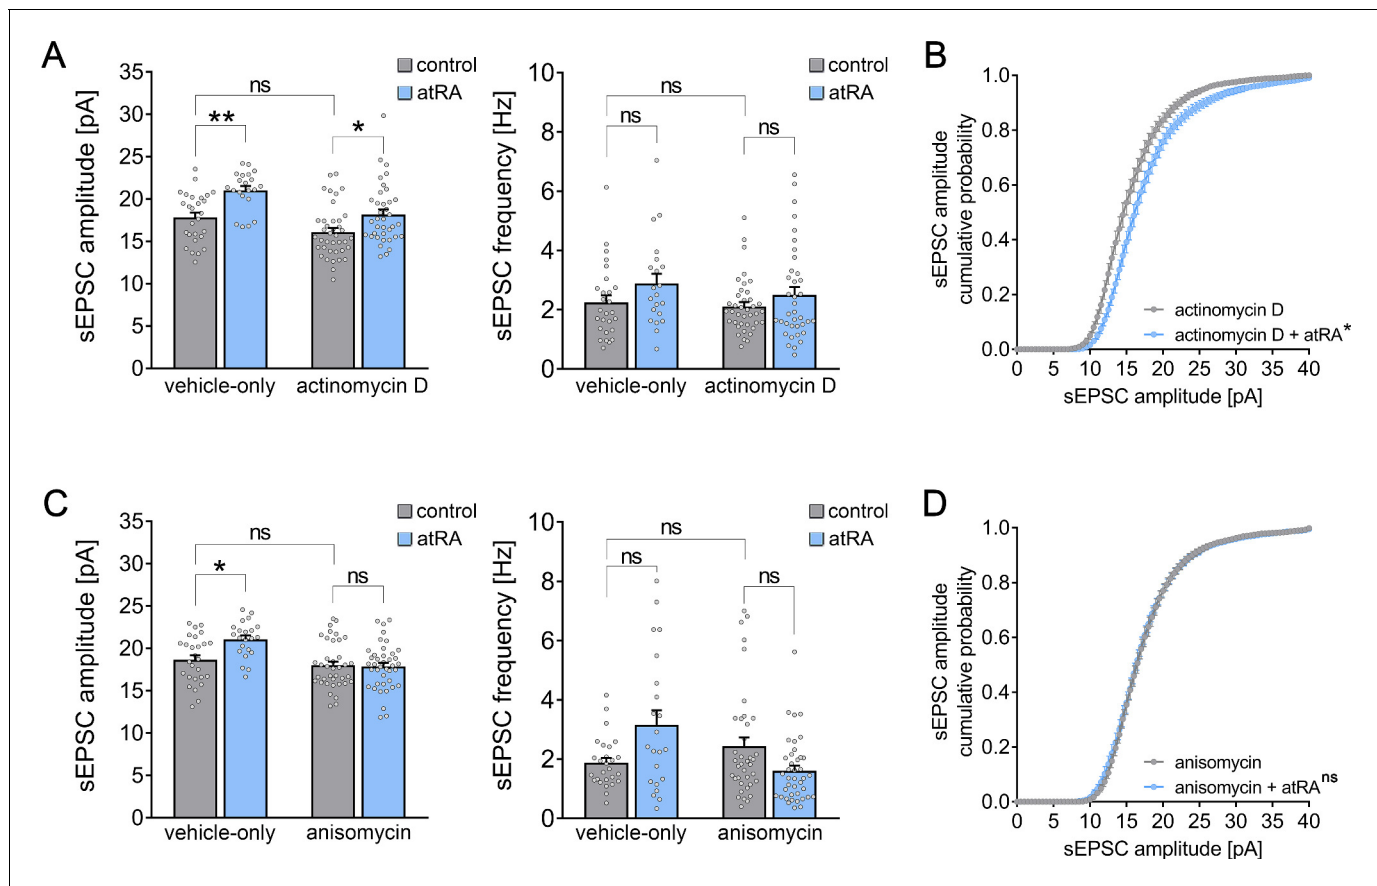 A
sEPSC amplitude [pA]
35
30
25
20
15
10
5
0
ns
**
*
control
atRA
vehicle-only
actinomycin D
sEPSC frequency [Hz]
10
8
6
4
2
0
ns
ns
ns
control
atRA
vehicle-only
actinomycin D
B
sEPSC amplitude
cumulative probability
1.0
0.8
0.6
0.4
0.2
0.0
actinomycin D
actinomycin D + atRA*
0 5 10 15 20 25 30 35 40
sEPSC amplitude [pA]
C
sEPSC amplitude [pA]
35
30
25
20
15
10
5
0
ns
*
ns
control
atRA
vehicle-only
anisomycin
sEPSC frequency [Hz]
10
8
6
4
2
0
ns
ns
ns
control
atRA
vehicle-only
anisomycin
D
sEPSC amplitude
cumulative probability
1.0
0.8
0.6
0.4
0.2
0.0
anisomycin
anisomycin + atRAns
0 5 10 15 20 25 30 35 40
sEPSC amplitude [pA]